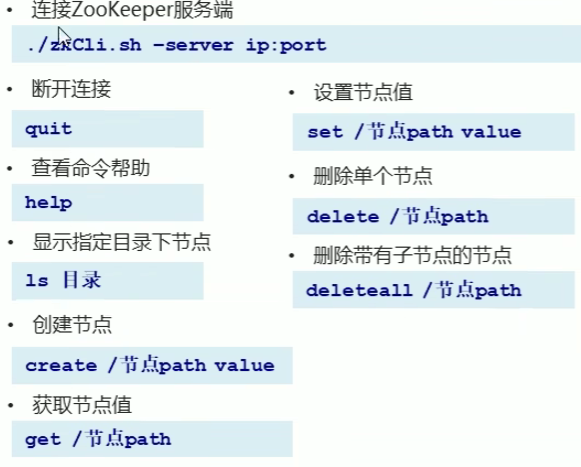 • 连接ZooKeeper服务端
./zkCli.sh –server ip:port
• 断开连接
quit
• 查看命令帮助
help
• 显示指定目录下节点
ls 目录
• 创建节点
create /节点path value
• 获取节点值
get /节点path
• 设置节点值
set /节点path value
• 删除单个节点
delete /节点path
• 删除带有子节点的节点
deleteall /节点path